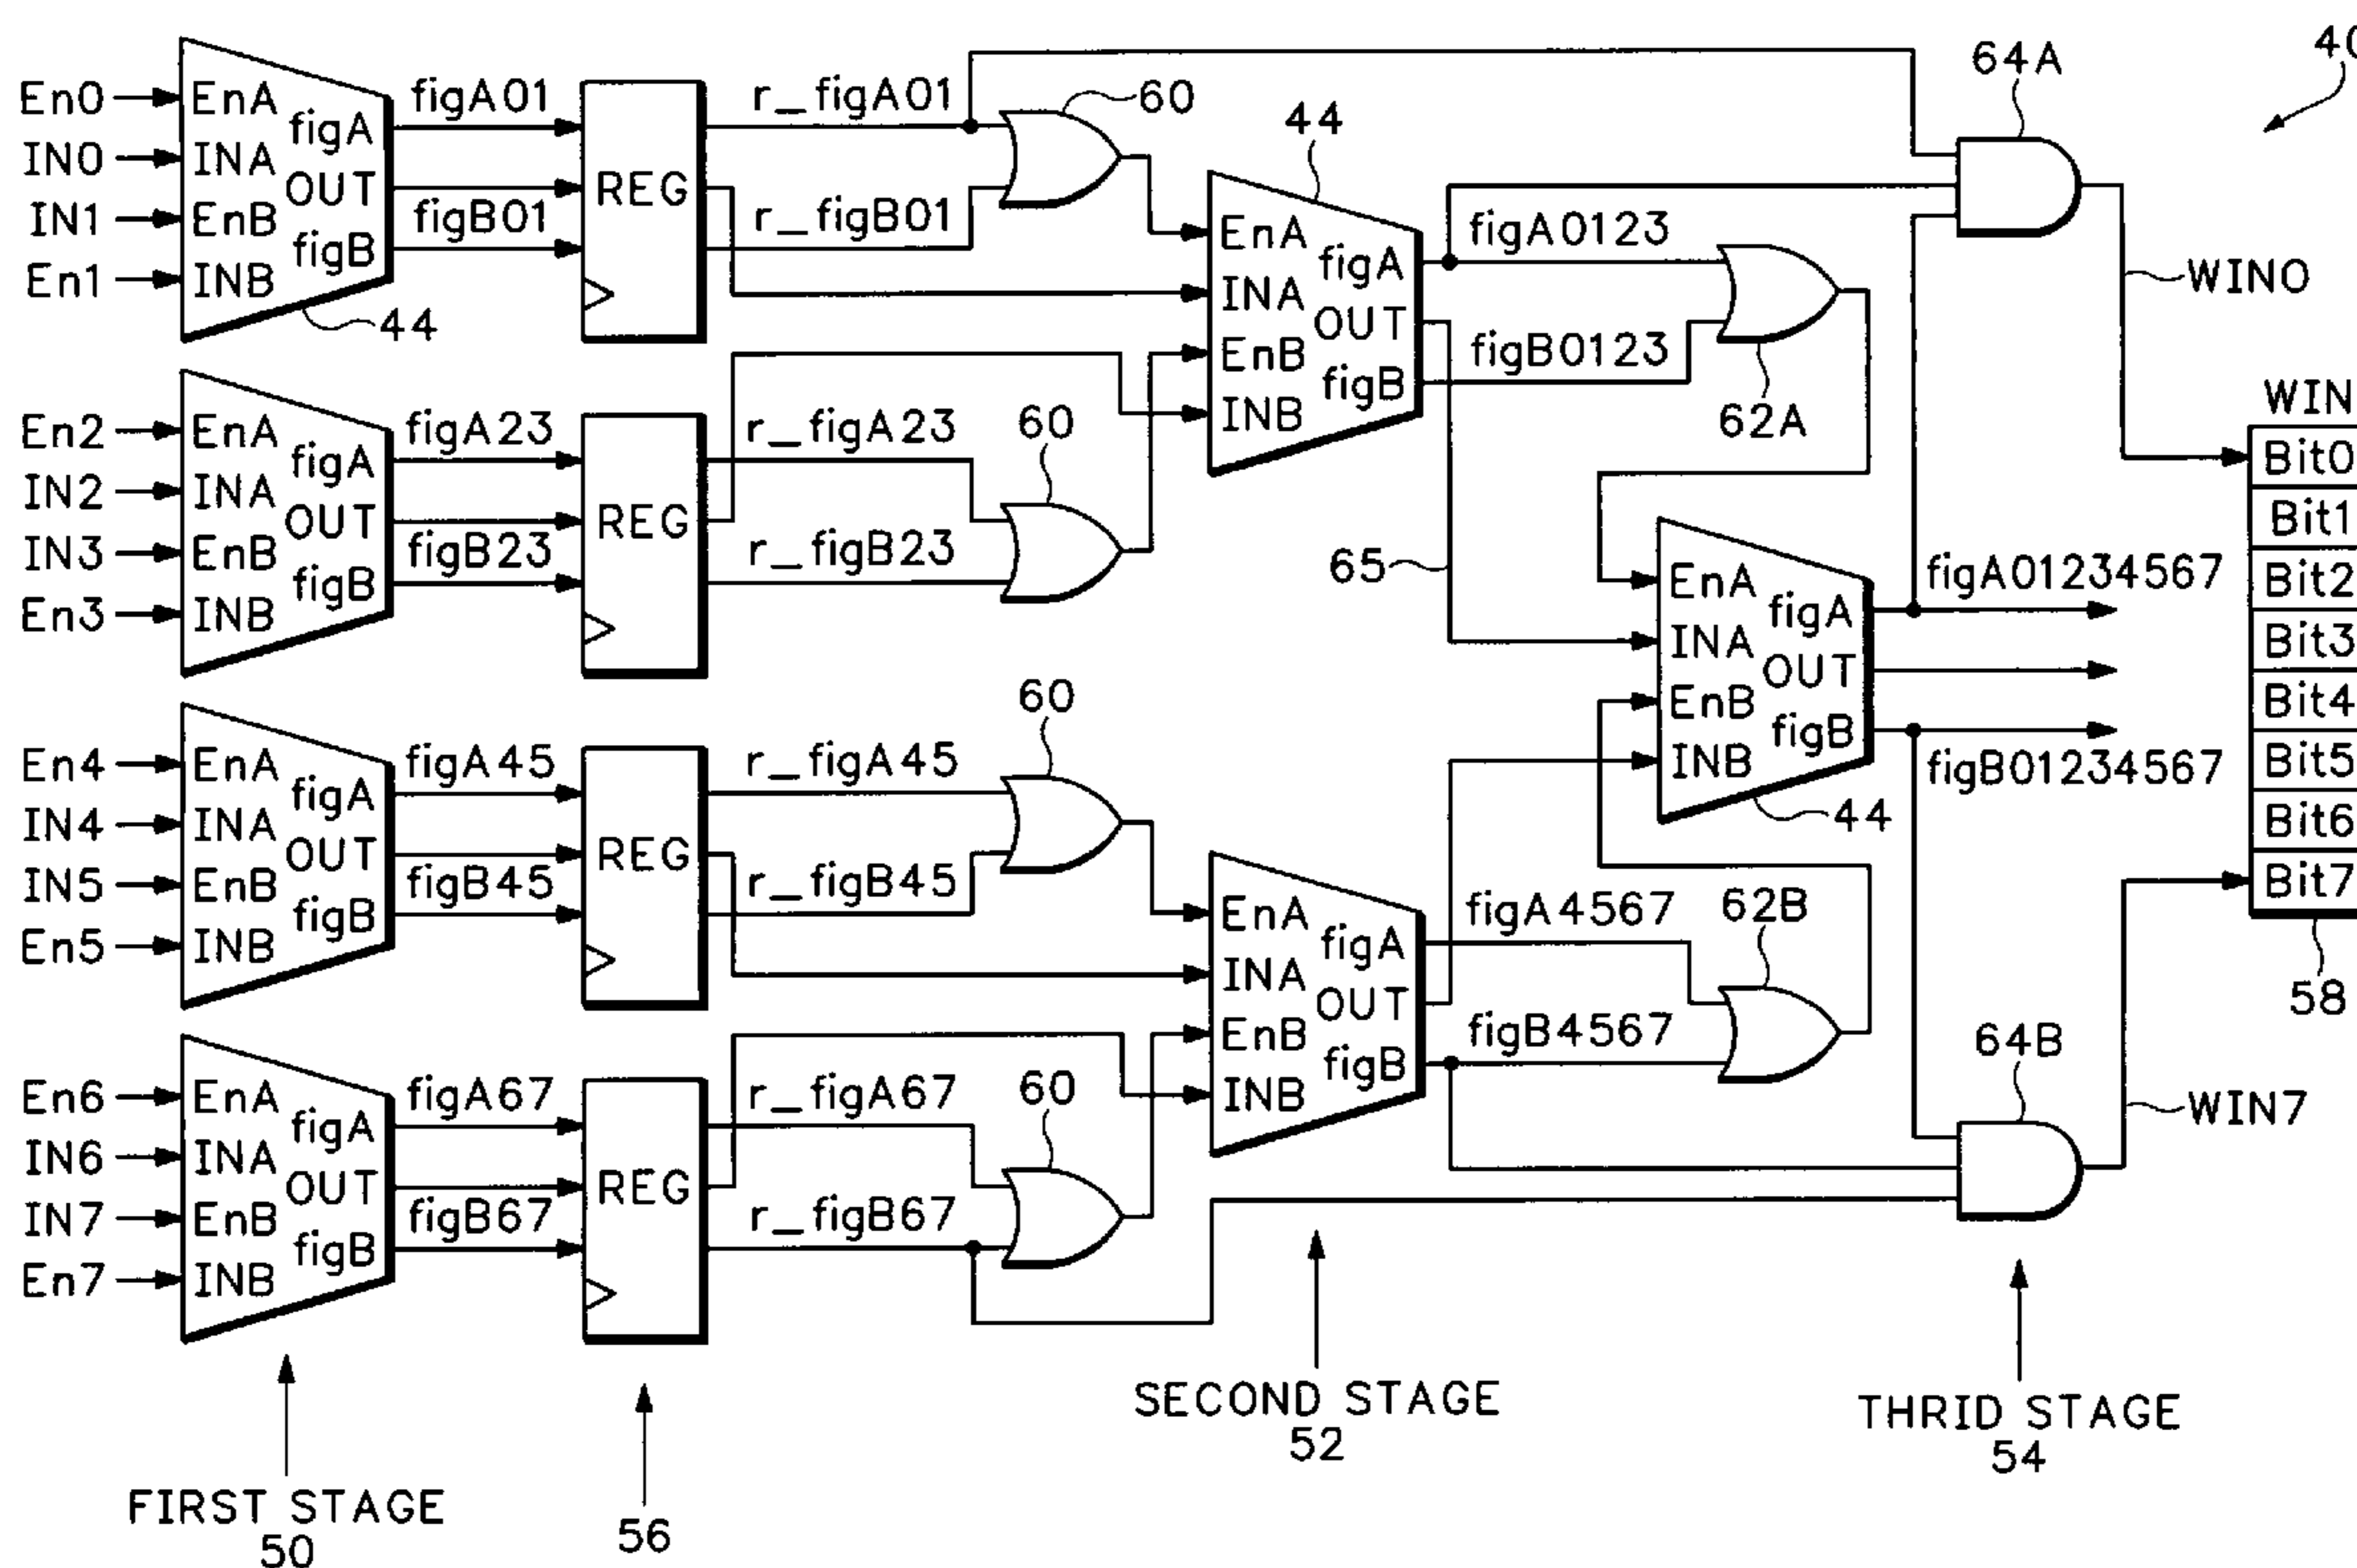 En0
IN0
IN1
En1
EnA
INA
EnB
INB
figA
OUT
figB
44
figA01
figB01
REG
r_figA01
r_figB01
60
En2
IN2
IN3
En3
EnA
INA
EnB
INB
figA
OUT
figB
figA23
figB23
REG
r_figA23
r_figB23
60
En4
IN4
IN5
En5
EnA
INA
EnB
INB
figA
OUT
figB
figA45
figB45
REG
r_figA45
r_figB45
60
En6
IN6
IN7
En7
EnA
INA
EnB
INB
figA
OUT
figB
figA67
figB67
REG
r_figA67
r_figB67
60
44
EnA
INA
EnB
INB
figA
OUT
figB
figA0123
figB0123
62A
65
EnA
INA
EnB
INB
figA
OUT
figB
figA4567
figB4567
62B
EnA
INA
EnB
INB
figA
OUT
figB
44
figA01234567
figB01234567
64A
64B
40
WIN0
WIN7
WIN
Bit0
Bit1
Bit2
Bit3
Bit4
Bit5
Bit6
Bit7
58
FIRST STAGE
50
56
SECOND STAGE
52
THRID STAGE
54